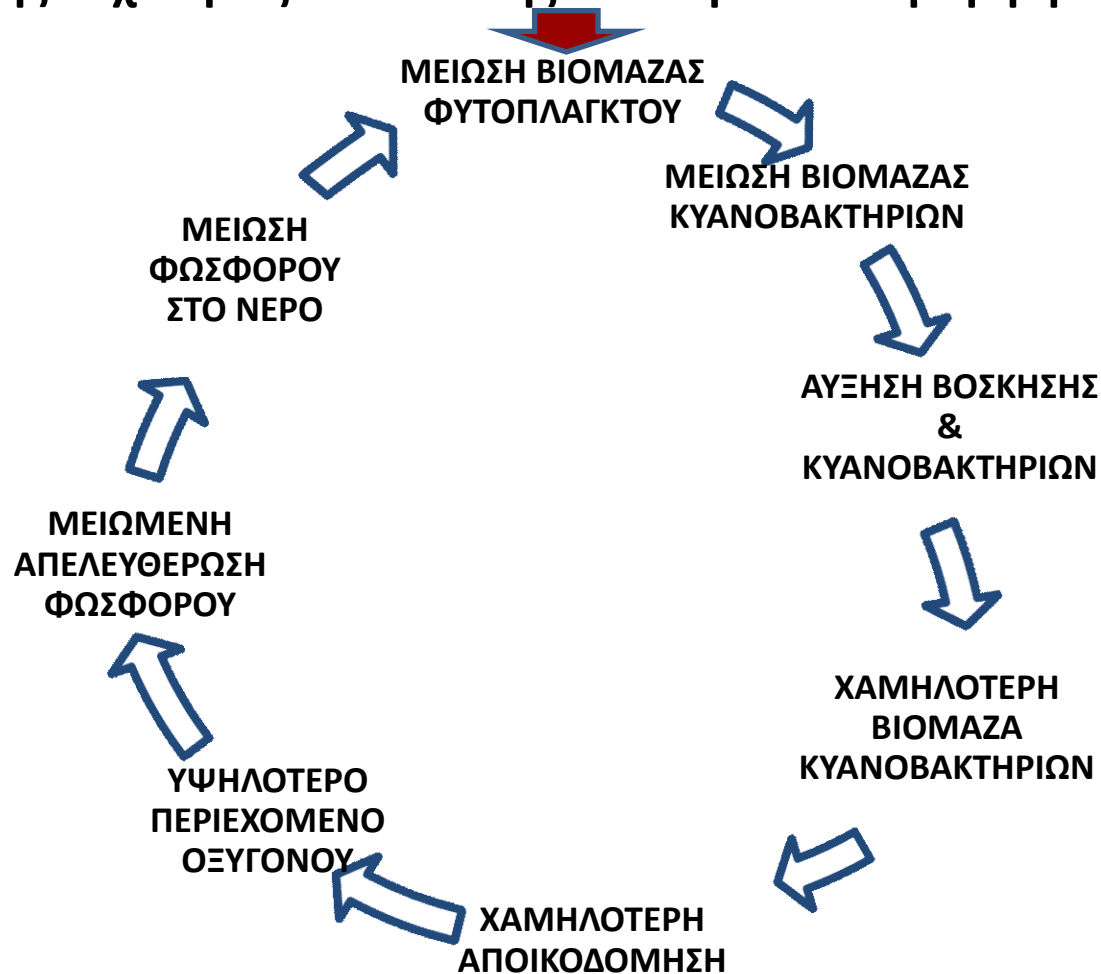 ΜΕΙΩΣΗ ΒΙΟΜΑΖΑΣ
ΦΥΤΟΠΛΑΓΚΤΟΥ
ΜΕΙΩΣΗ ΒΙΟΜΑΖΑΣ
ΚΥΑΝΟΒΑΚΤΗΡΙΩΝ
ΑΥΞΗΣΗ ΒΟΣΚΗΣΗΣ
&
ΚΥΑΝΟΒΑΚΤΗΡΙΩΝ
ΧΑΜΗΛΟΤΕΡΗ
ΒΙΟΜΑΖΑ
ΚΥΑΝΟΒΑΚΤΗΡΙΩΝ
ΧΑΜΗΛΟΤΕΡΗ
ΑΠΟΙΚΟΔΟΜΗΣΗ
ΥΨΗΛΟΤΕΡΟ
ΠΕΡΙΕΧΟΜΕΝΟ
ΟΞΥΓΟΝΟΥ
ΜΕΙΩΜΕΝΗ
ΑΠΕΛΕΥΘΕΡΩΣΗ
ΦΩΣΦΟΡΟΥ
ΜΕΙΩΣΗ
ΦΩΣΦΟΡΟΥ
ΣΤΟ ΝΕΡΟ